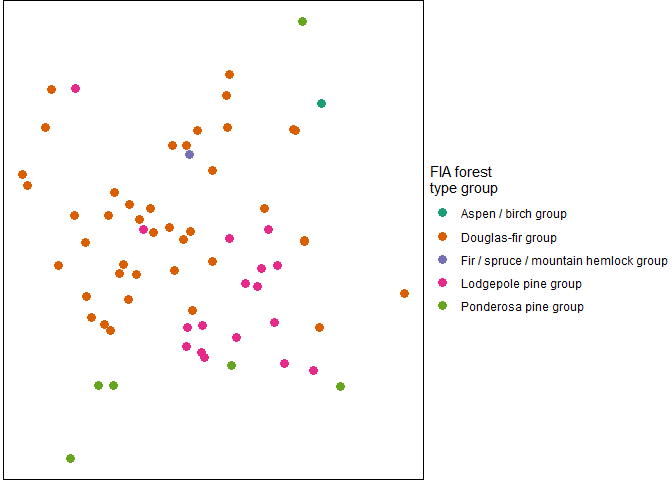 FIA forest
type group
Aspen / birch group
Douglas-fir group
Fir / spruce / mountain hemlock group
Lodgepole pine group
Ponderosa pine group